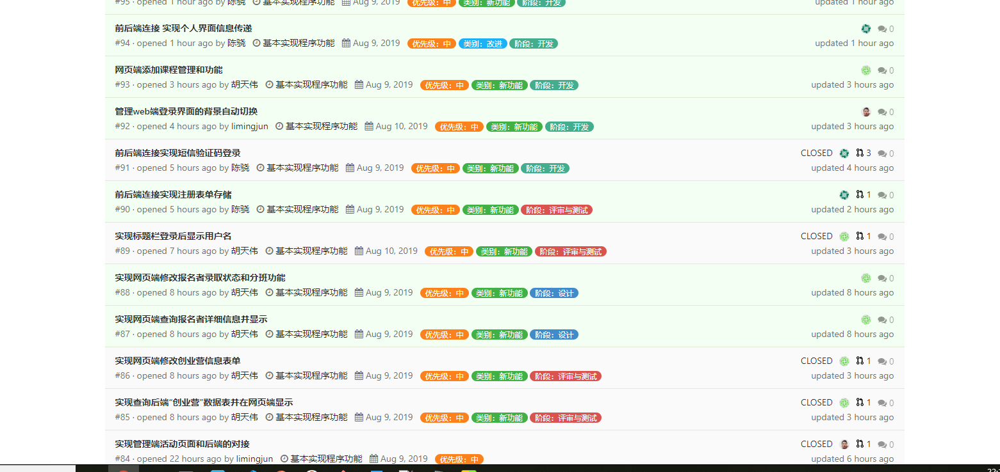 #95 · opened 1 hour ago by 陈骁 基本实现程序功能 Aug 9, 2019 优先级：中 类别：新功能 阶段：开发 updated 1 hour ago
前后端连接 实现个人界面信息传递 0
#94 · opened 1 hour ago by 陈骁 基本实现程序功能 Aug 9, 2019 优先级：中 类别：改进 阶段：开发 updated 1 hour ago
网页端添加课程管理和功能 0
#93 · opened 3 hours ago by 胡天伟 基本实现程序功能 Aug 9, 2019 优先级：中 类别：新功能 阶段：开发 updated 3 hours ago
管理web端登录界面的背景自动切换 0
#92 · opened 4 hours ago by limingjun 基本实现程序功能 Aug 10, 2019 优先级：中 类别：新功能 阶段：开发 updated 3 hours ago
前后端连接实现短信验证码登录 CLOSED 3 0
#91 · opened 5 hours ago by 陈骁 基本实现程序功能 Aug 9, 2019 优先级：中 类别：新功能 阶段：开发 updated 4 hours ago
前后端连接实现注册表单存储 1 0
#90 · opened 5 hours ago by 陈骁 基本实现程序功能 Aug 9, 2019 优先级：中 类别：新功能 阶段：评审与测试 updated 2 hours ago
实现标题栏登录后显示用户名 CLOSED 1 0
#89 · opened 7 hours ago by 胡天伟 基本实现程序功能 Aug 10, 2019 优先级：中 类别：新功能 阶段：评审与测试 updated 3 hours ago
实现网页端修改报名者录取状态和分班功能 0
#88 · opened 8 hours ago by 胡天伟 基本实现程序功能 Aug 9, 2019 优先级：中 类别：新功能 阶段：设计 updated 8 hours ago
实现网页端查询报名者详细信息并显示 0
#87 · opened 8 hours ago by 胡天伟 基本实现程序功能 Aug 9, 2019 优先级：中 类别：新功能 阶段：设计 updated 8 hours ago
实现网页端修改创业营信息表单 CLOSED 1 0
#86 · opened 8 hours ago by 胡天伟 基本实现程序功能 Aug 9, 2019 优先级：中 类别：新功能 阶段：评审与测试 updated 3 hours ago
实现查询后端“创业营”数据表并在网页端显示 CLOSED 1 0
#85 · opened 8 hours ago by 胡天伟 基本实现程序功能 Aug 9, 2019 优先级：中 类别：新功能 阶段：评审与测试 updated 3 hours ago
实现管理端活动页面和后端的对接 CLOSED 1 0
#84 · opened 22 hours ago by limingjun 基本实现程序功能 Aug 9, 2019 优先级：中 updated 6 hours ago